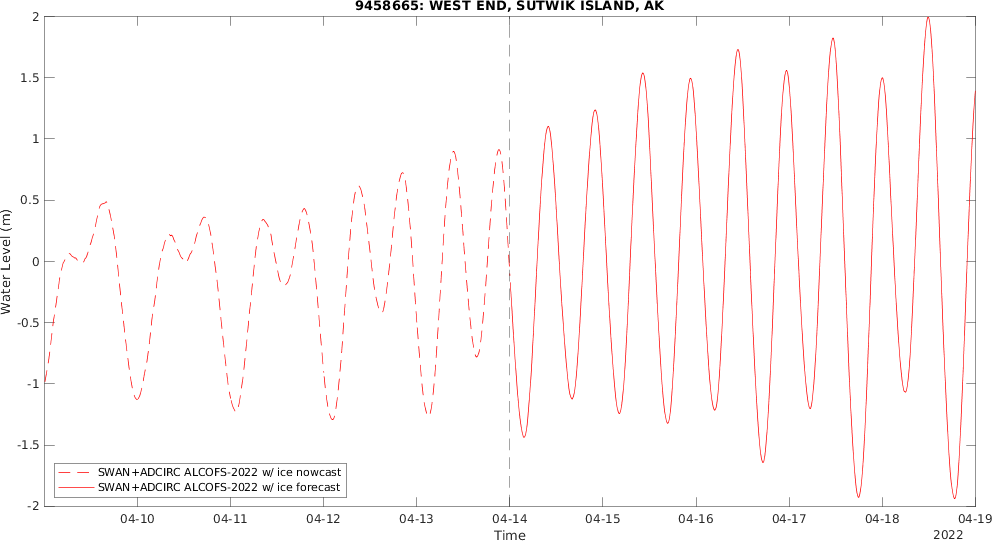 9458665: WEST END, SUTWIK ISLAND, AK
2
1.5
1
0.5
0
-0.5
-1
-1.5
-2
Water Level (m)
SWAN+ADCIRC ALCOFS-2022 w/ ice nowcast
SWAN+ADCIRC ALCOFS-2022 w/ ice forecast
04-10 04-11 04-12 04-13 04-14 04-15 04-16 04-17 04-18 04-19
Time
2022